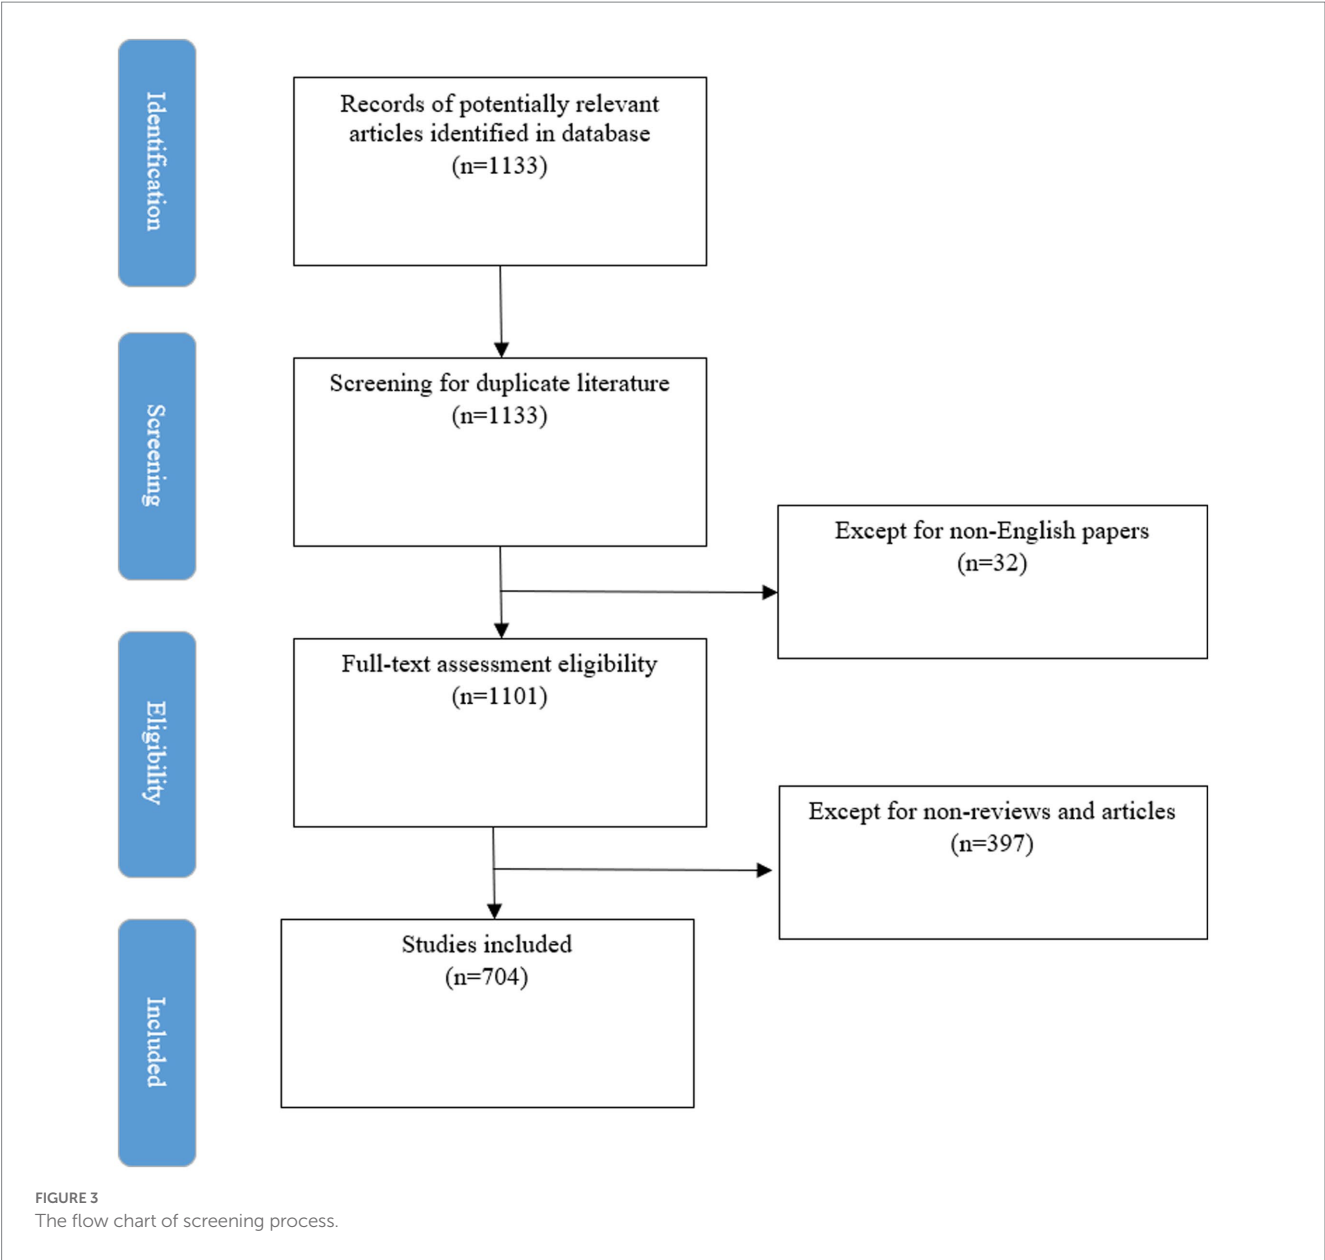 Identification
Records of potentially relevant
articles identified in database
(n=1133)
Screening
Screening for duplicate literature
(n=1133)
Except for non-English papers
(n=32)
Eligibility
Full-text assessment eligibility
(n=1101)
Except for non-reviews and articles
(n=397)
Included
Studies included
(n=704)
FIGURE 3
The flow chart of screening process.